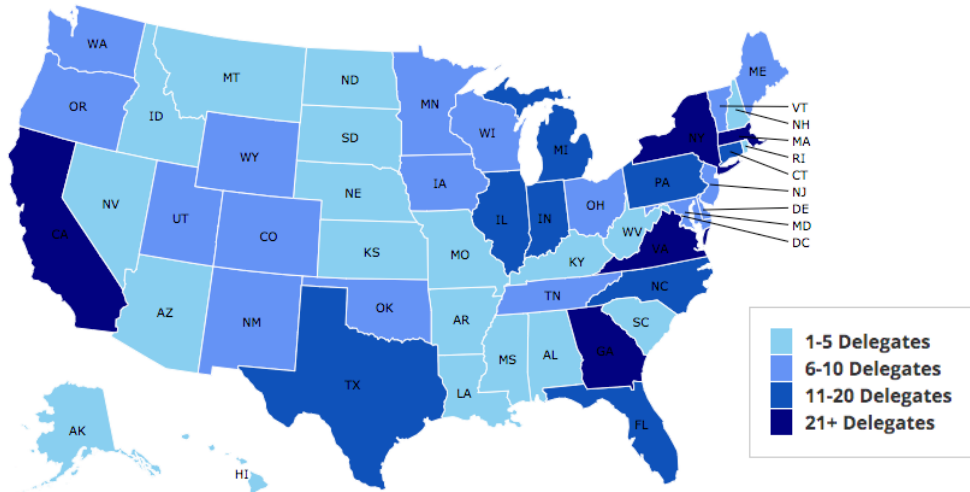 WA
ME
MT
ND
VT
OR
MN
NH
ID
SD
WI
NY
MA
WY
MI
RI
CT
IA
PA
NE
NJ
NV
OH
DE
UT
IL
IN
MD
CA
CO
WV
DC
KS
MO
VA
KY
NC
TN
AZ
OK
NM
AR
SC
MS
AL
GA
TX
LA
FL
AK
HI
1-5 Delegates
6-10 Delegates
11-20 Delegates
21+ Delegates